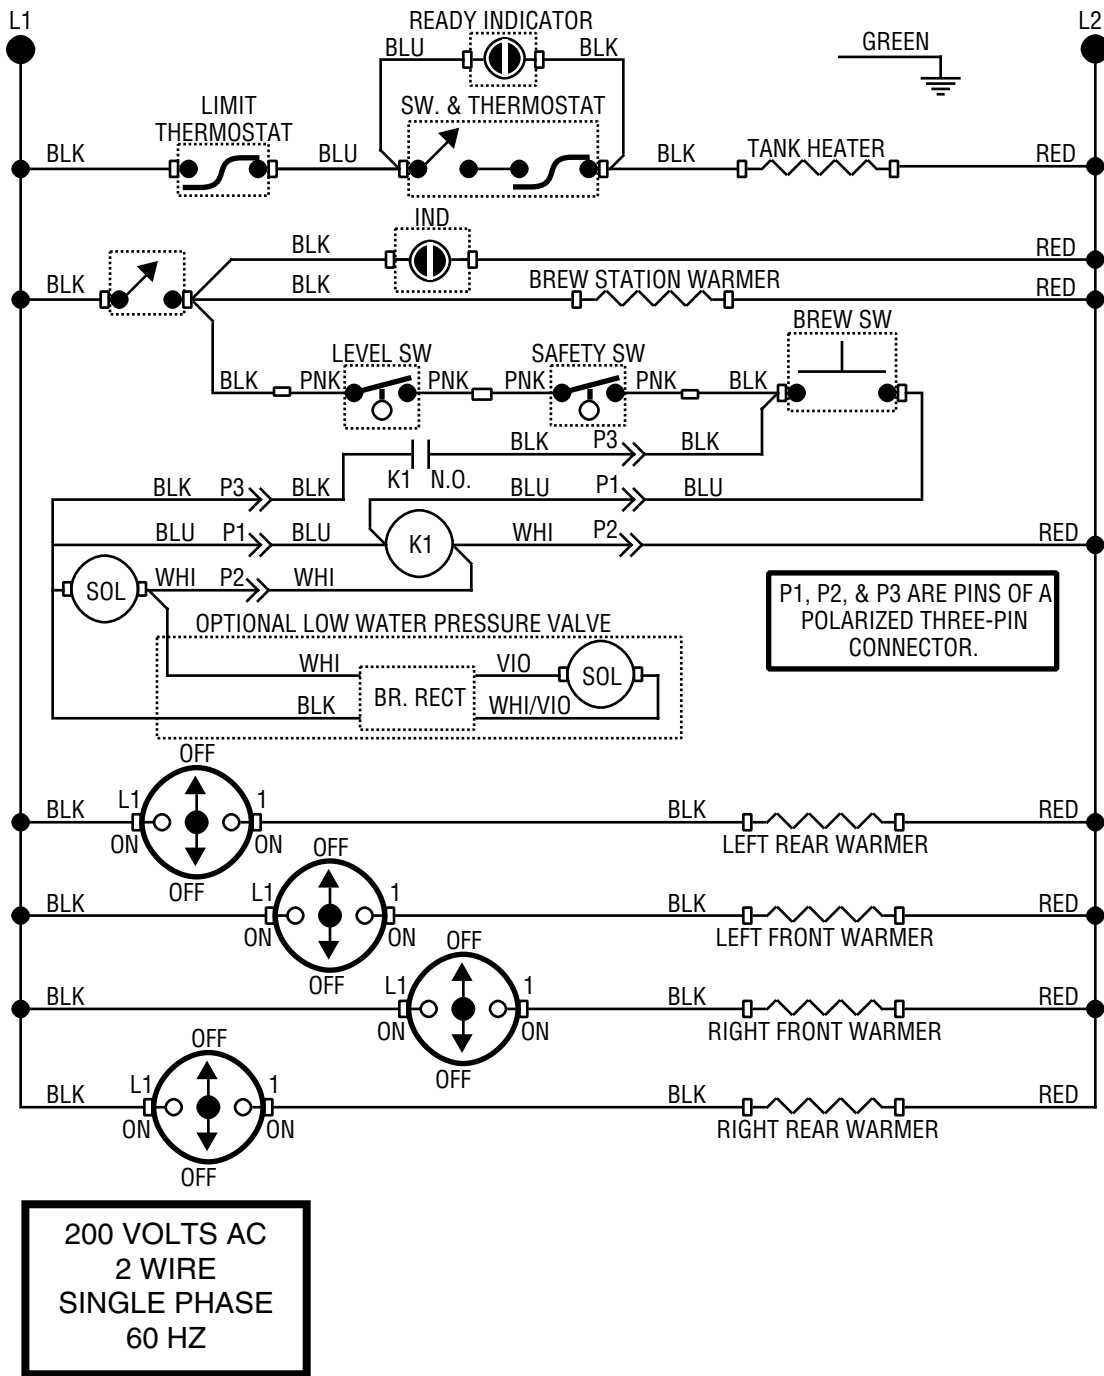 L1
READY INDICATOR
L2
BLU
BLK
GREEN
LIMIT
THERMOSTAT
SW. & THERMOSTAT
BLK
BLU
BLK
TANK HEATER
RED
IND
BLK
RED
BLK
BLK
BREW STATION WARMER
RED
BREW SW
LEVEL SW
SAFETY SW
BLK
PNK
PNK
PNK
PNK
BLK
BLK
P3
BLK
K1
N.O.
BLK
P3
BLK
BLU
P1
BLU
BLU
P1
BLU
K1
WHI
P2
RED
SOL
WHI
P2
WHI
P1, P2, & P3 ARE PINS OF A
POLARIZED THREE-PIN
CONNECTOR.
OPTIONAL LOW WATER PRESSURE VALVE
WHI
VIO
SOL
BR. RECT
BLK
WHI/VIO
OFF
BLK
L1
1
BLK
RED
ON
ON
LEFT REAR WARMER
OFF
OFF
BLK
L1
1
BLK
RED
ON
ON
LEFT FRONT WARMER
OFF
OFF
BLK
L1
1
BLK
RED
ON
ON
RIGHT FRONT WARMER
OFF
OFF
BLK
L1
1
BLK
RED
ON
ON
RIGHT REAR WARMER
OFF
200 VOLTS AC
2 WIRE
SINGLE PHASE
60 HZ